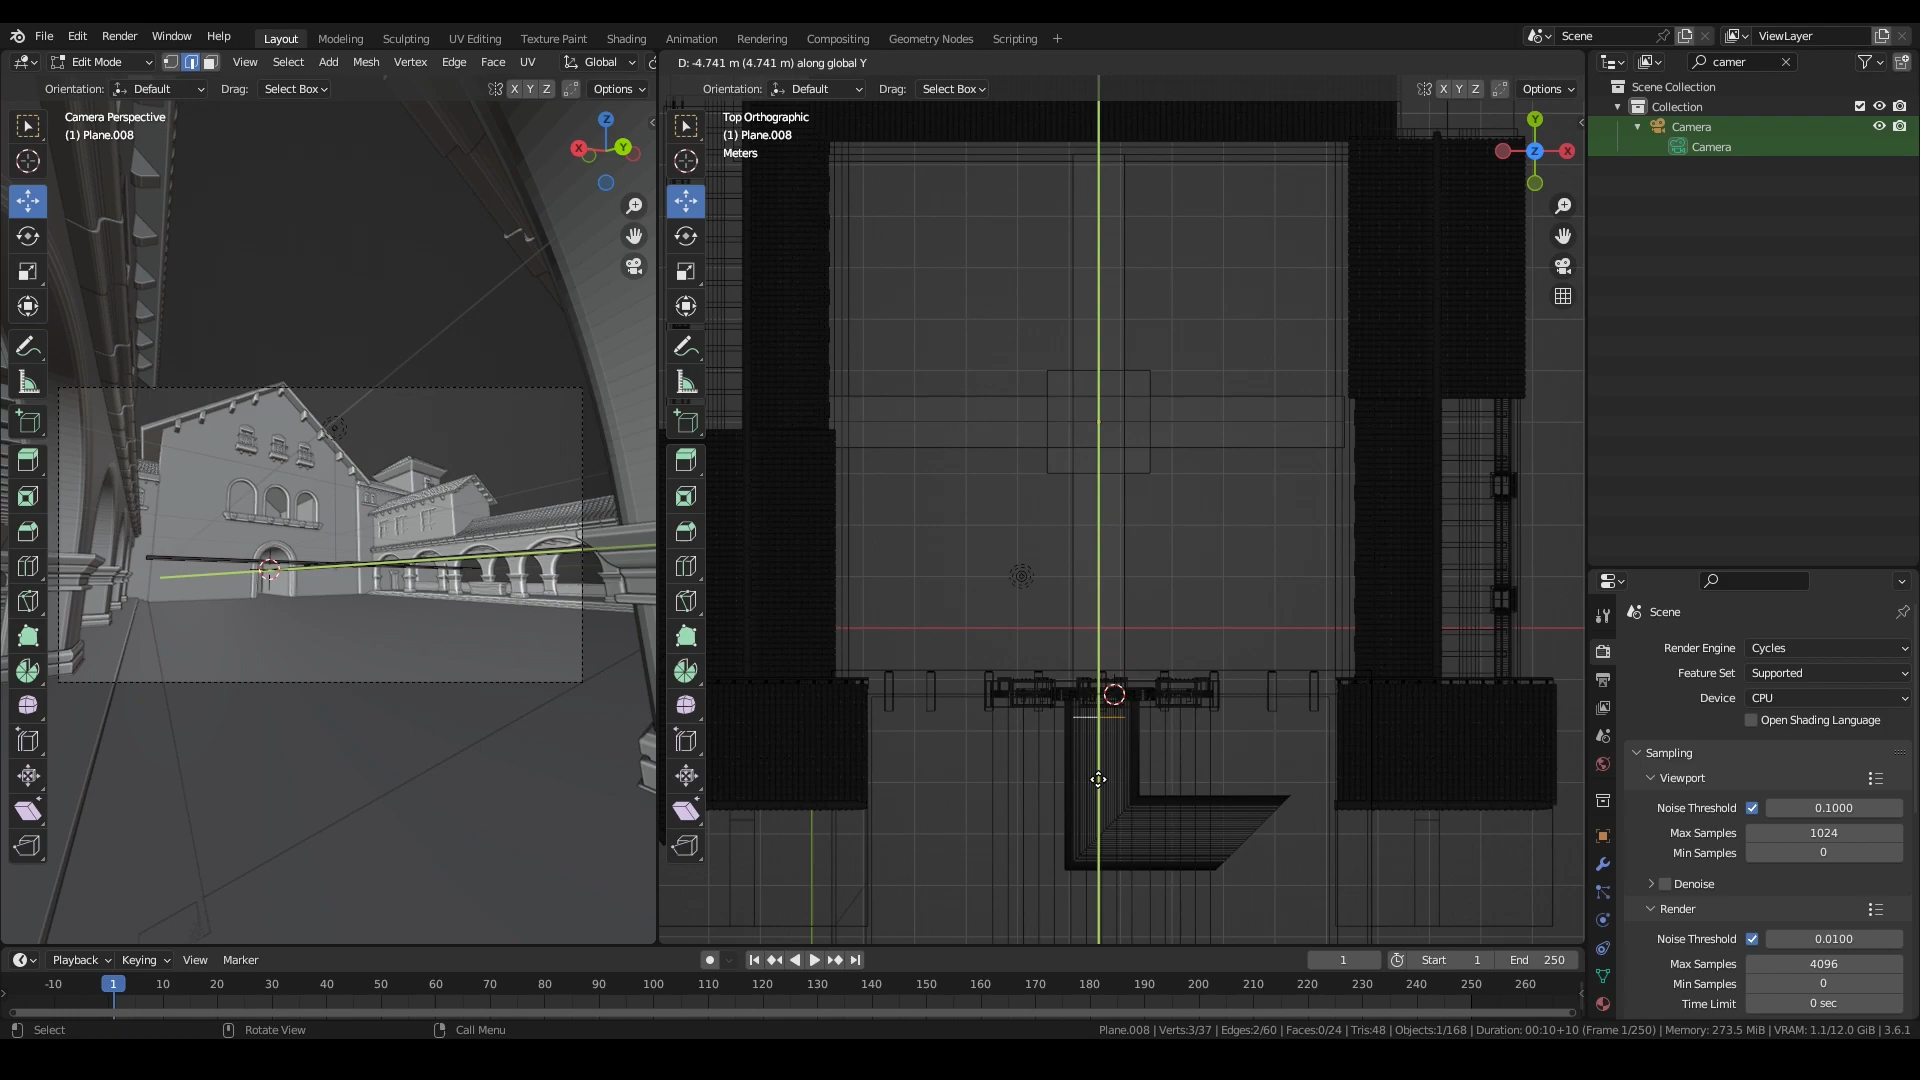 File Edit Render Window Help Layout Modeling Sculpting UV Editing Texture Paint Shading Animation Rendering Compositing Geometry Nodes Scripting + Scene ViewLayer
Edit Mode View Select Add Mesh Vertex Edge Face UV Global D: -4.741 m (4.741 m) along global Y camer
Orientation: Default Drag: Select Box X Y Z Options Orientation: Default Drag: Select Box X Y Z Options Scene Collection
Collection
Camera Perspective Top Orthographic Camera
(1) Plane.008 (1) Plane.008
Meters Camera
Z X Y
Y Z X
Scene
Render Engine Cycles
Feature Set Supported
Device CPU
Open Shading Language
Sampling
Viewport
Noise Threshold 0.1000
Max Samples 1024
Min Samples 0
Denoise
Render
Noise Threshold 0.0100
Max Samples 4096
Min Samples 0
Time Limit 0 sec
Playback Keying View Marker 1 Start 1 End 250
-10 1 10 20 30 40 50 60 70 80 90 100 110 120 130 140 150 160 170 180 190 200 210 220 230 240 250 260
Select Rotate View Call Menu Plane.008 | Verts:3/37 | Edges:2/60 | Faces:0/24 | Tris:48 | Objects:1/168 | Duration: 00:10+10 (Frame 1/250) | Memory: 273.5 MiB | VRAM: 1.1/12.0 GiB | 3.6.1